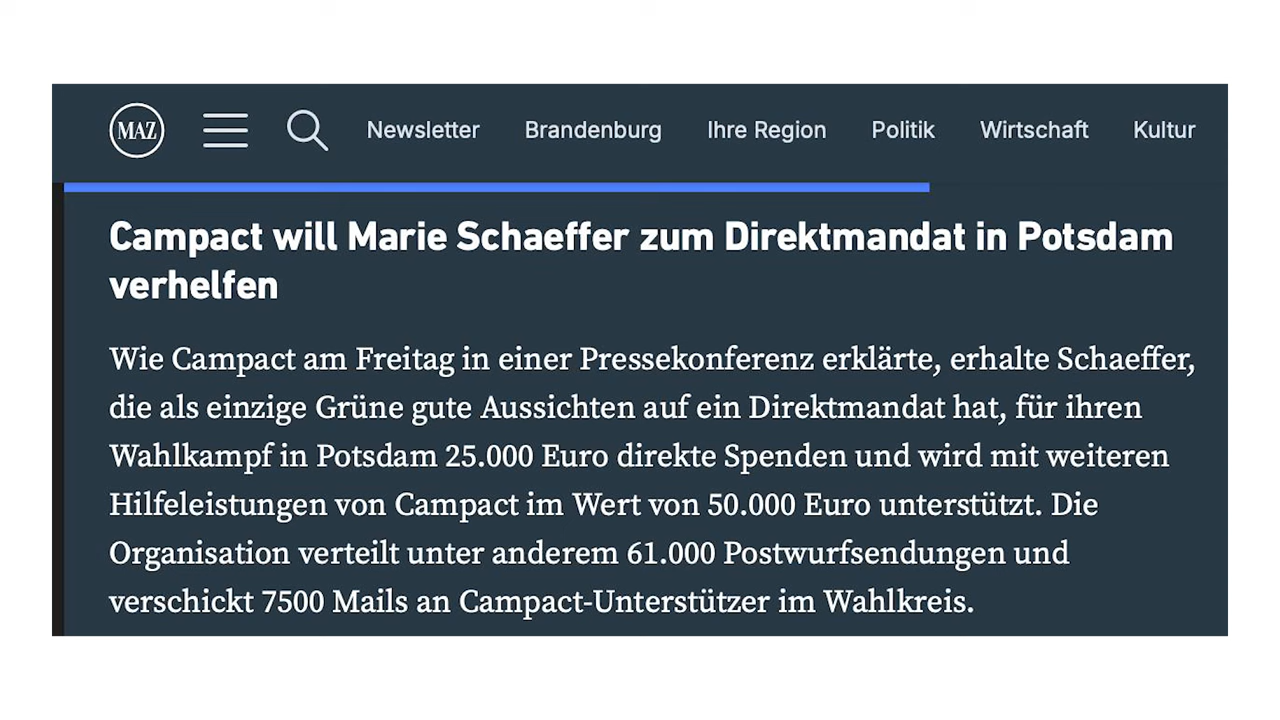 MAZ Newsletter Brandenburg Ihre Region Politik Wirtschaft Kultur
Campact will Marie Schaeffer zum Direktmandat in Potsdam
verhelfen
Wie Campact am Freitag in einer Pressekonferenz erklärte, erhalte Schaeffer,
die als einzige Grüne gute Aussichten auf ein Direktmandat hat, für ihren
Wahlkampf in Potsdam 25.000 Euro direkte Spenden und wird mit weiteren
Hilfeleistungen von Campact im Wert von 50.000 Euro unterstützt. Die
Organisation verteilt unter anderem 61.000 Postwurfsendungen und
verschickt 7500 Mails an Campact-Unterstützer im Wahlkreis.